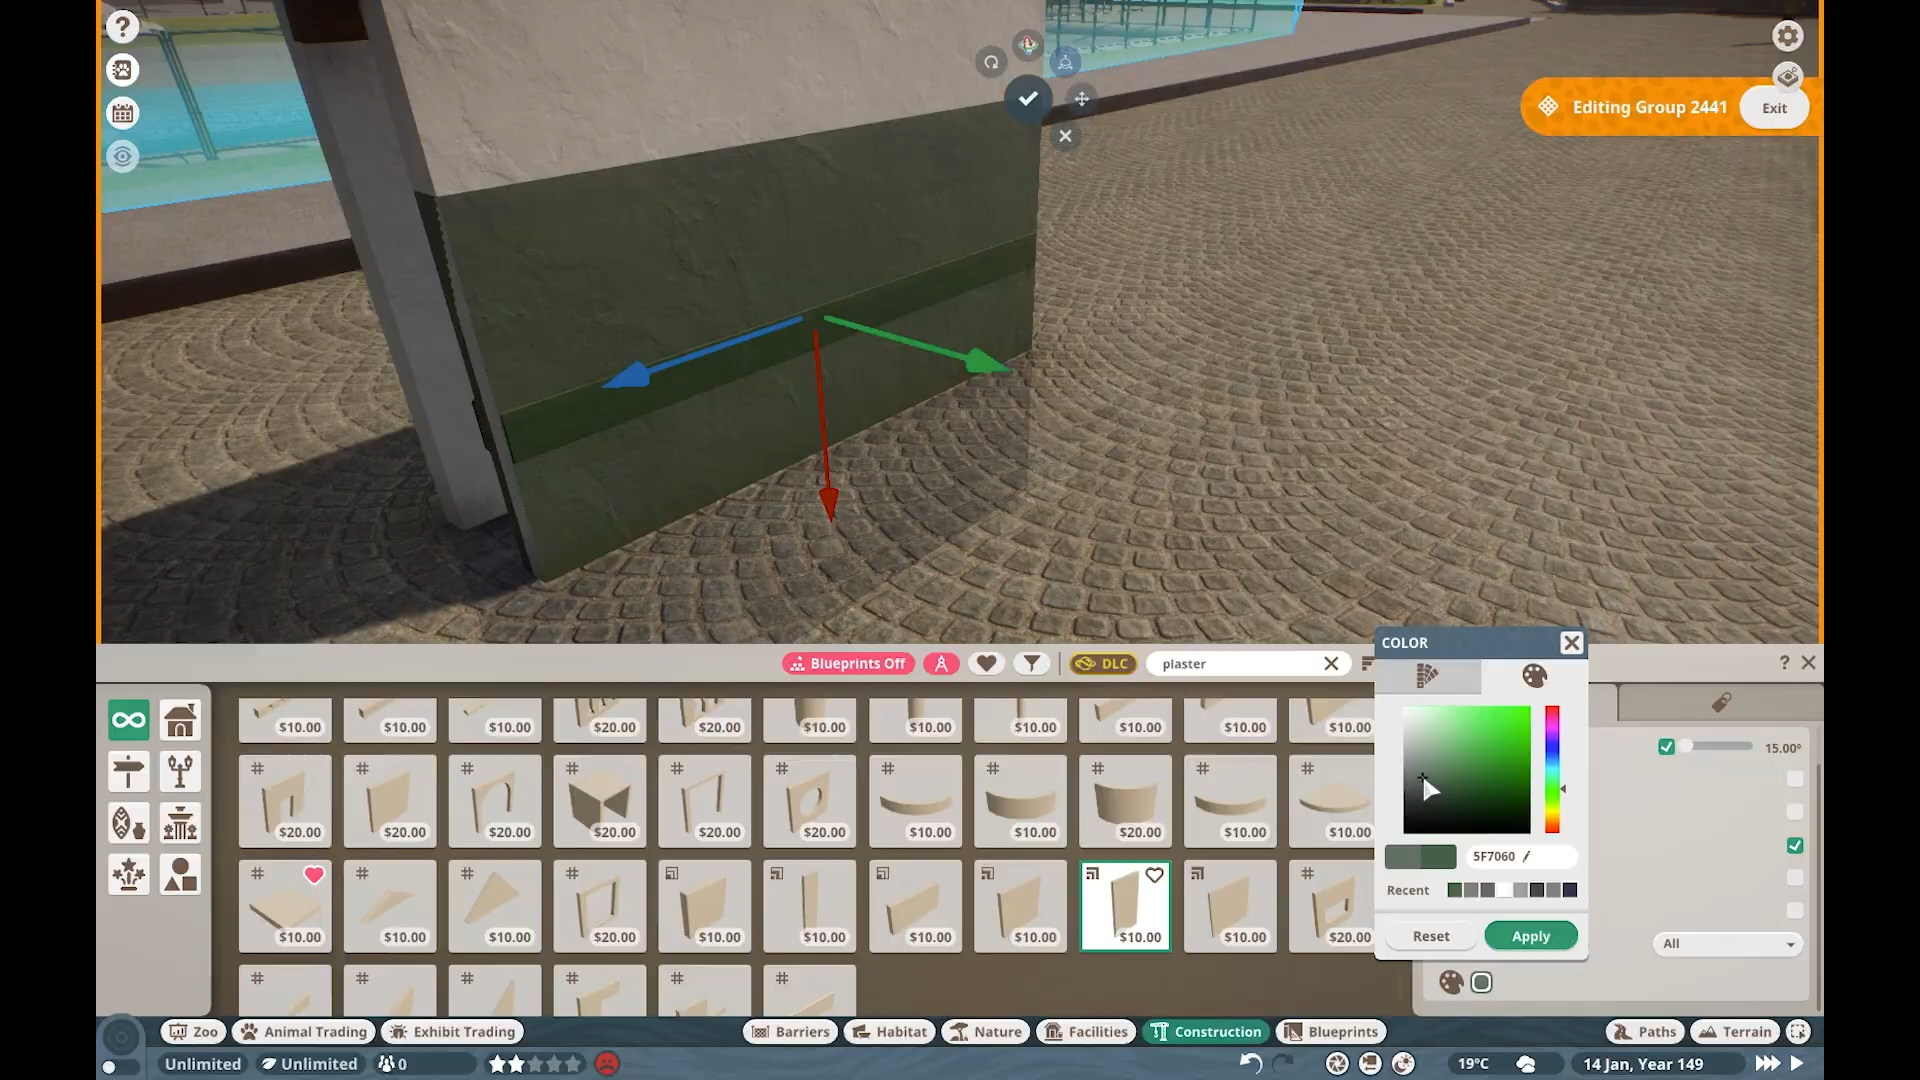 ?
Editing Group 2441
Exit
Blueprints Off
DLC
plaster
?
COLOR
$10.00 $10.00 $10.00 $20.00 $20.00 $10.00 $10.00 $10.00 $10.00 $10.00 $10.00
15.00°
$20.00 $20.00 $20.00 $20.00 $20.00 $20.00 $10.00 $10.00 $20.00 $10.00 $10.00
5F7060
Recent
$10.00 $10.00 $10.00 $20.00 $10.00 $10.00 $10.00 $10.00 $10.00 $10.00 $20.00
Reset
Apply
All
Zoo
Animal Trading
Exhibit Trading
Barriers
Habitat
Nature
Facilities
Construction
Blueprints
Paths
Terrain
Unlimited
Unlimited
0
19°C
14 Jan, Year 149